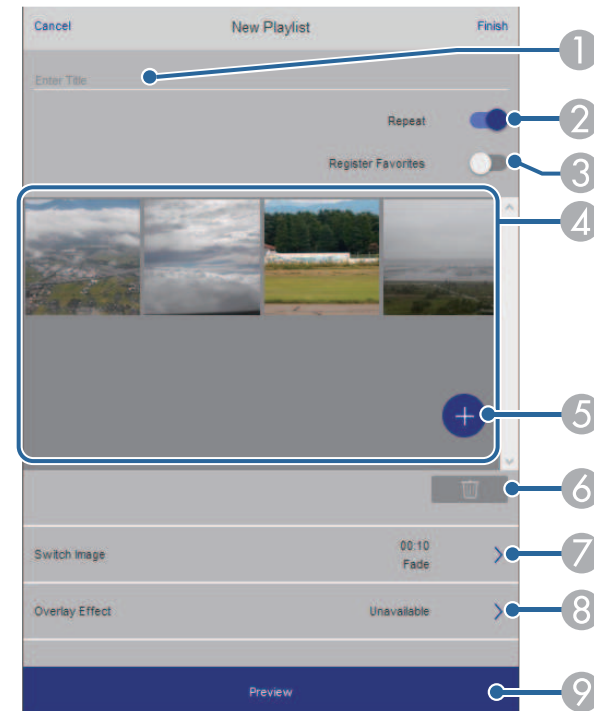 Cancel New Playlist Finish
Enter Title
1
Repeat
2
Register Favorites
3
4
5
6
Switch Image 00:10
Fade
7
Overlay Effect Unavailable
8
Preview
9